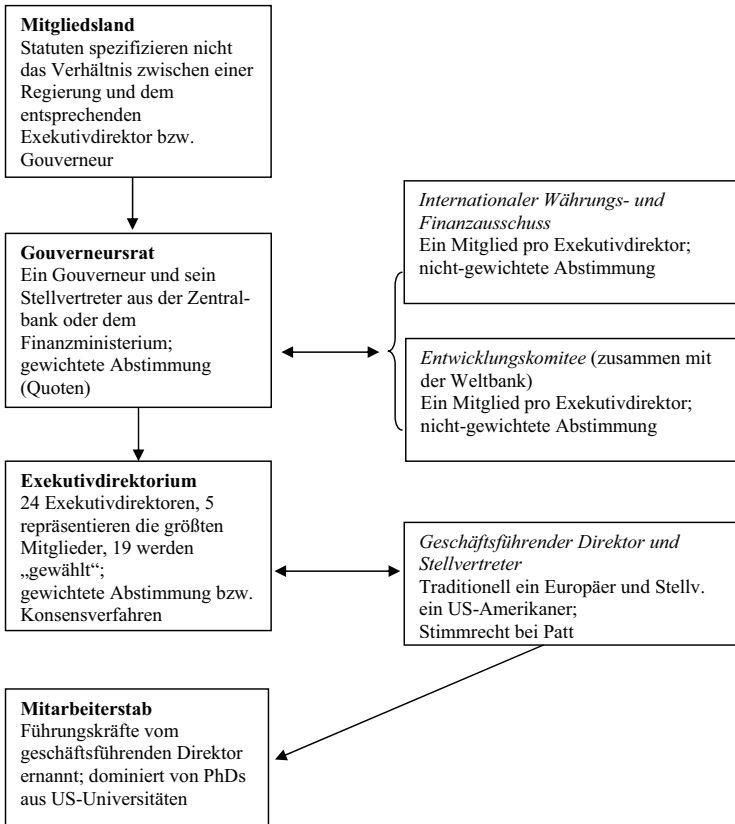 Mitgliedsland
Statuten spezifizieren nicht
das Verhältnis zwischen einer
Regierung und dem
entsprechenden
Exekutivdirektor bzw.
Gouverneur
Internationaler Währungs- und
Finanzausschuss
Ein Mitglied pro Exekutivdirektor;
nicht-gewichtete Abstimmung
Gouverneursrat
Ein Gouverneur und sein
Stellvertreter aus der Zentral-
bank oder dem
Finanzministerium;
gewichtete Abstimmung
(Quoten)
Entwicklungskomitee (zusammen mit
der Weltbank)
Ein Mitglied pro Exekutivdirektor;
nicht-gewichtete Abstimmung
Exekutivdirektorium
24 Exekutivdirektoren, 5
repräsentieren die größten
Mitglieder, 19 werden
„gewählt“;
gewichtete Abstimmung bzw.
Konsensverfahren
Geschäftsführender Direktor und
Stellvertreter
Traditionell ein Europäer und Stellv.
ein US-Amerikaner;
Stimmrecht bei Patt
Mitarbeiterstab
Führungskräfte vom
geschäftsführenden Direktor
ernannt; dominiert von PhDs
aus US-Universitäten